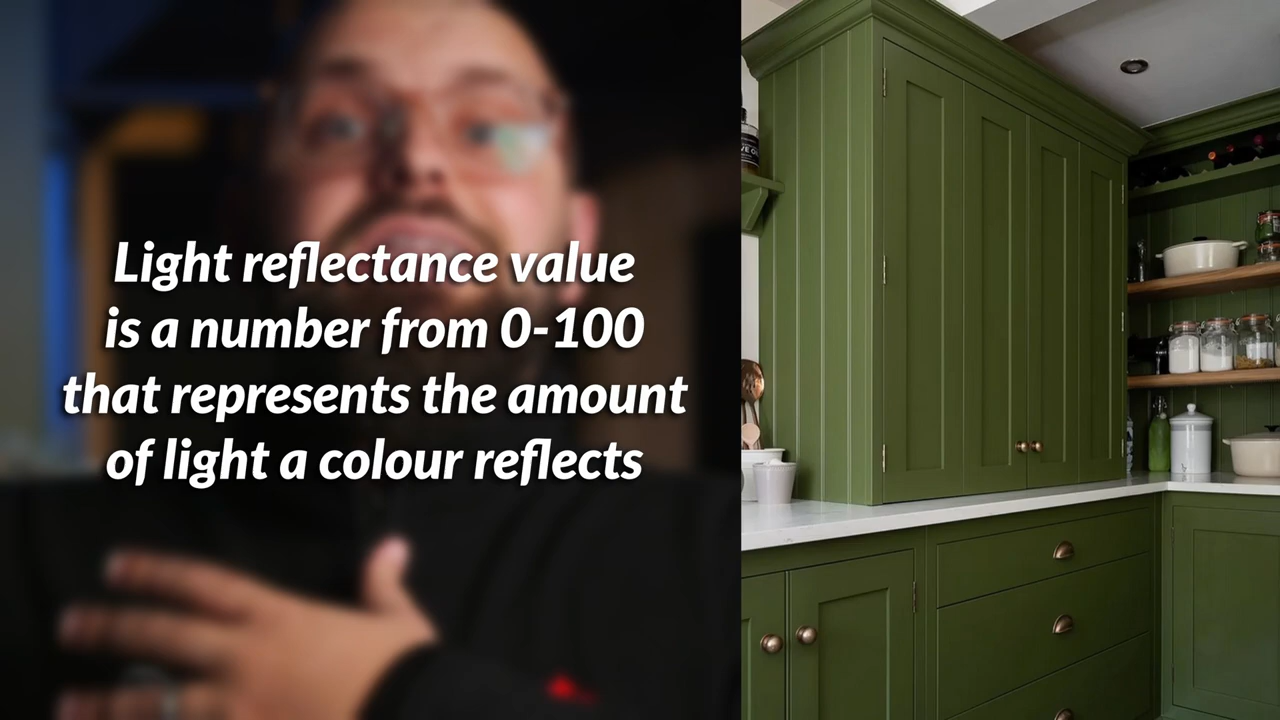 Light reflectance value
is a number from 0-100
that represents the amount
of light a colour reflects